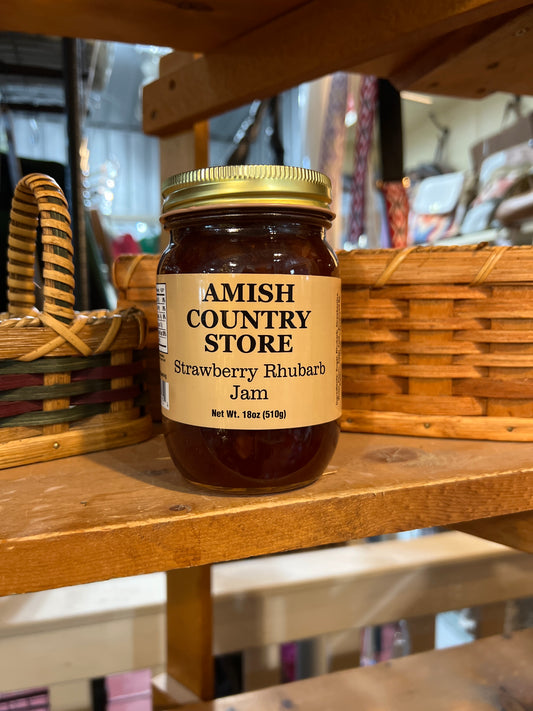 AMISH
COUNTRY
STORE
Strawberry Rhubarb
Jam
Net Wt. 18oz (510g)